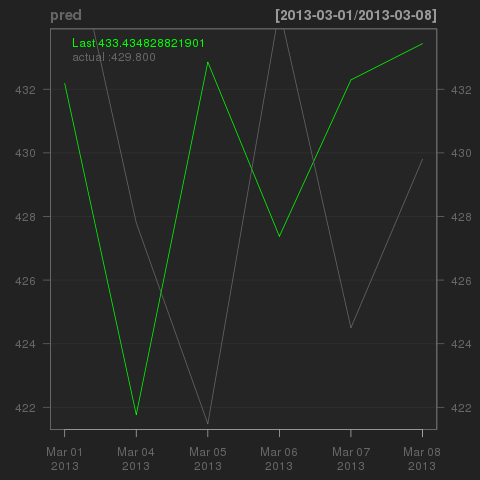 pred [2013-03-01/2013-03-08]
Last 433.434828821901
actual :429.800
432 432
430 430
428 428
426 426
424 424
422 422
Mar 01 Mar 04 Mar 05 Mar 06 Mar 07 Mar 08
2013 2013 2013 2013 2013 2013